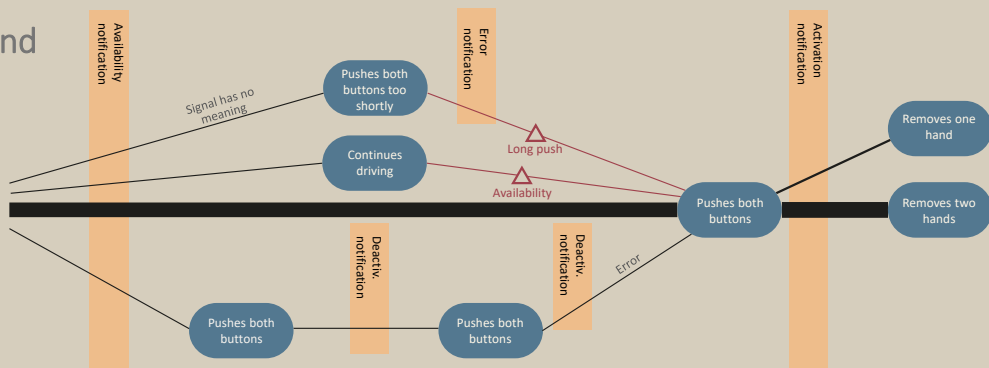 nd
Availability
notification
Error
notification
Activation
notification
Signal has no
meaning
Pushes both
buttons too
shortly
Long push
Continues
driving
Availability
Removes one
hand
Pushes both
buttons
Removes two
hands
Deactiv.
notification
Deactiv.
notification
Error
Pushes both
buttons
Pushes both
buttons